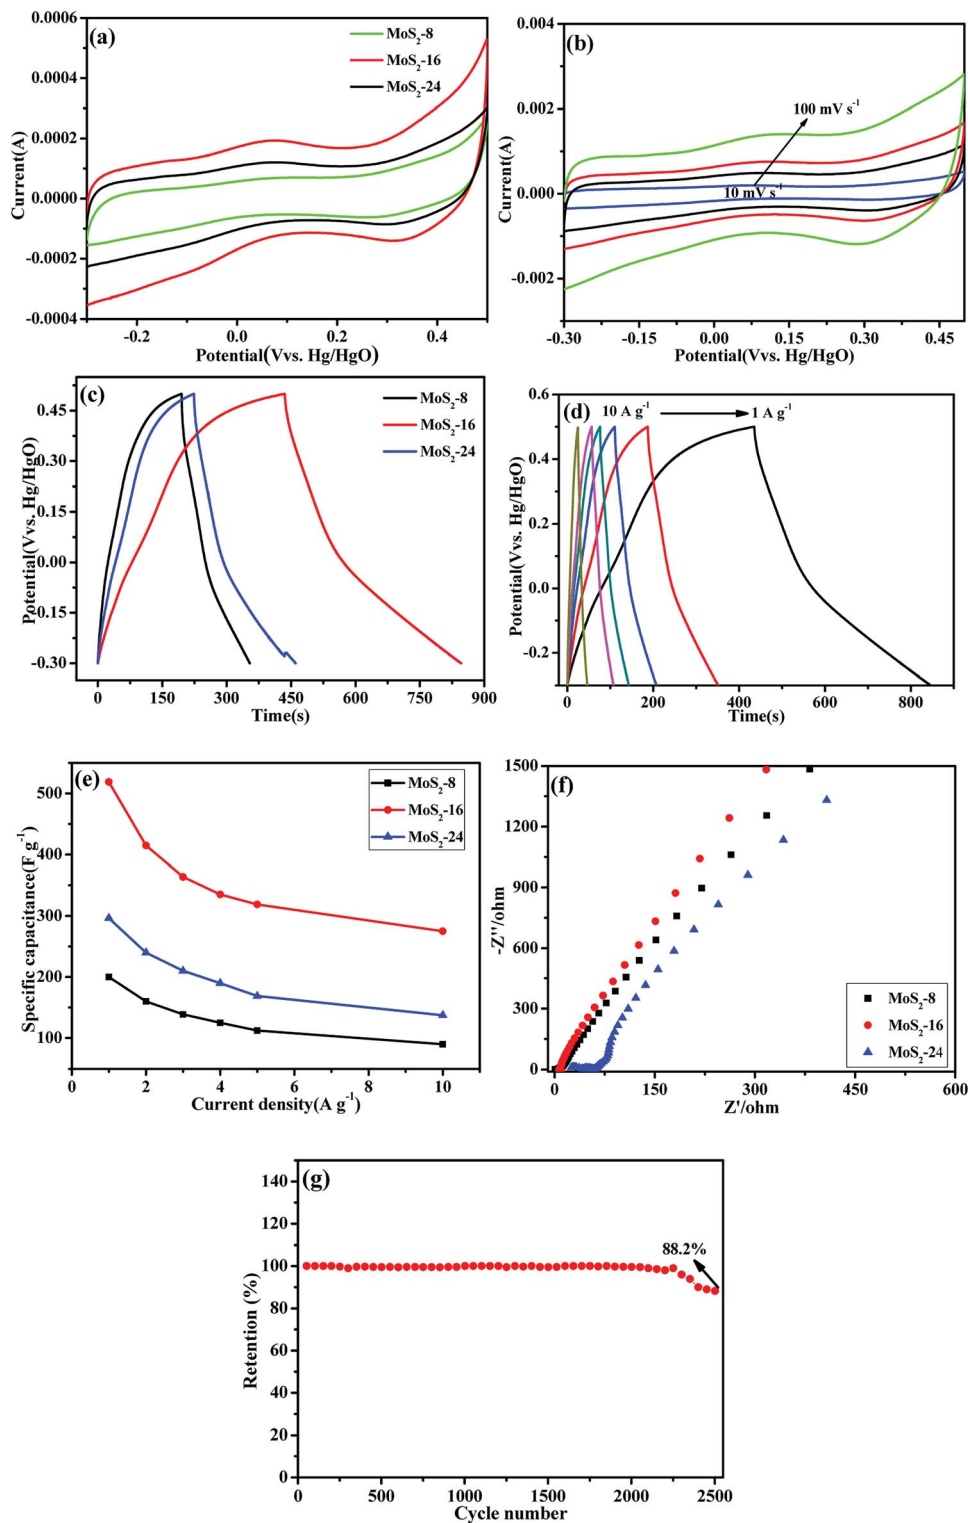 (a)
MoS₂-8
MoS₂-16
MoS₂-24
0.0006
0.0004
0.0002
0.0000
-0.0002
-0.0004
Current(A)
-0.2 0.0 0.2 0.4
Potential(Vvs. Hg/HgO)
(b)
100 mV s⁻¹
10 mV s⁻¹
0.004
0.002
0.000
-0.002
Current(A)
-0.30 -0.15 0.00 0.15 0.30 0.45
Potential(Vvs. Hg/HgO)
(c)
MoS₂-8
MoS₂-16
MoS₂-24
0.45
0.30
0.15
0.00
-0.15
-0.30
Potential(Vvs. Hg/HgO)
0 150 300 450 600 750 900
Time(s)
(d)
10 A g⁻¹ 1 A g⁻¹
0.6
0.4
0.2
0.0
-0.2
Potential(Vvs. Hg/HgO)
0 200 400 600 800
Time(s)
(e)
MoS₂-8
MoS₂-16
MoS₂-24
500
400
300
200
100
Specific capacitance(F g⁻¹)
0 2 4 6 8 10
Current density(A g⁻¹)
(f)
1500
1200
900
600
300
0
-Z''/ohm
MoS₂-8
MoS₂-16
MoS₂-24
0 150 300 450 600
Z'/ohm
(g)
140
120
100
80
60
40
20
0
Retention (%)
88.2%
0 500 1000 1500 2000 2500
Cycle number